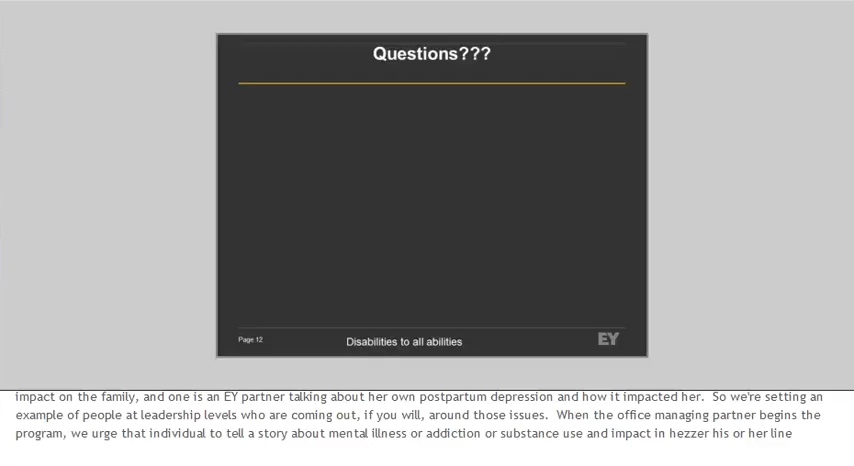 Questions???
Page 12
Disabilities to all abilities
EY
impact on the family, and one is an EY partner talking about her own postpartum depression and how it impacted her.  So we're setting an
example of people at leadership levels who are coming out, if you will, around those issues.  When the office managing partner begins the
program, we urge that individual to tell a story about mental illness or addiction or substance use and impact in hezzer his or her line